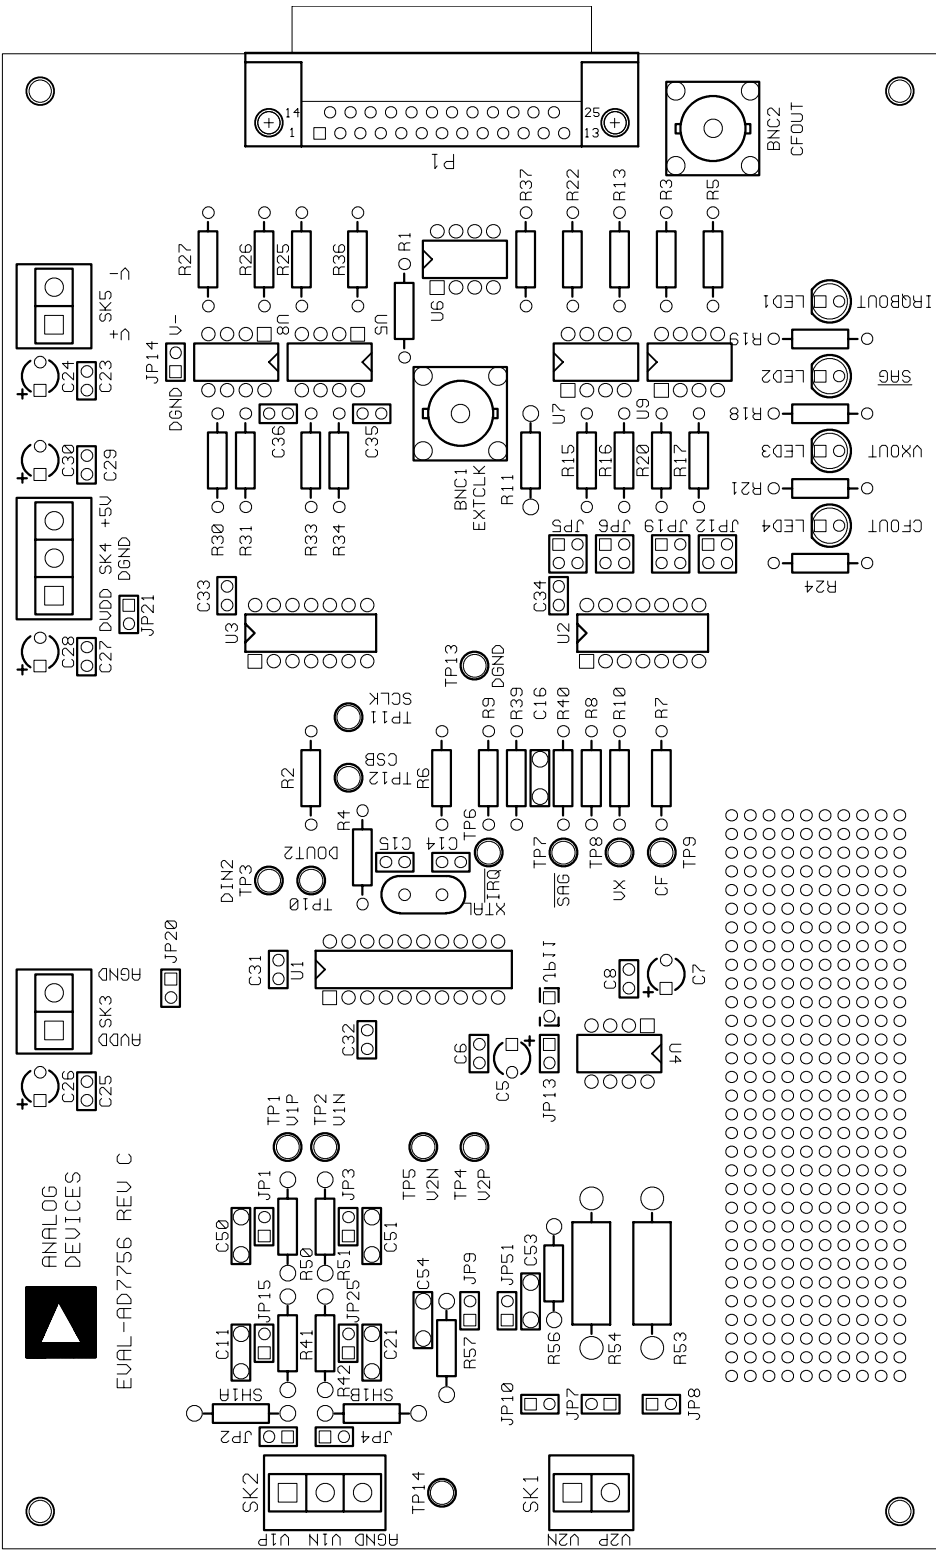 14
25
1
13
P1
BNC2
CFOUT
R27
R26
R25
R36
R1
R37
R22
R13
R3
R5
V-
SK5
V+
C24
C23
JP14
V-
DGND
U8
U5
U6
U7
U9
LED1
IRQBOUT
R19
LED2
SAG
R18
LED3
VXOUT
R21
LED4
CFOUT
R24
C30
C29
C36
C35
BNC1
EXTCLK
R11
R15
R16
R20
R17
R30
R31
R33
R34
JP5
JP6
JP19
JP12
+5V
SK4
DGND
DVDD
JP21
C28
C27
C33
U3
C34
U2
TP13
DGND
TP11
SCLK
TP12
CSB
R2
R6
R9
R39
C16
R40
R8
R10
R7
R4
C15
C14
TP6
IRQ
TP7
SAG
TP8
VX
TP9
CF
DIN2
TP3
DOUT2
TP10
XTAL
AGND
SK3
AVDD
JP20
C31
U1
C32
C26
C25
C6
C5
JP11
JP13
C8
C7
U4
TP1
V1P
TP2
V1N
TP5
V2N
TP4
V2P
ANALOG
DEVICES
EVAL-AD7756 REV C
C50
JP1
R50
R51
JP3
C51
C11
JP15
R41
R42
JP25
C21
C54
R57
JP9
JP51
C53
R56
R54
R53
SH1A
SH1B
JP2
JP4
JP10
JP7
JP8
SK2
V1P
V1N
AGND
TP14
SK1
V2N
V2P